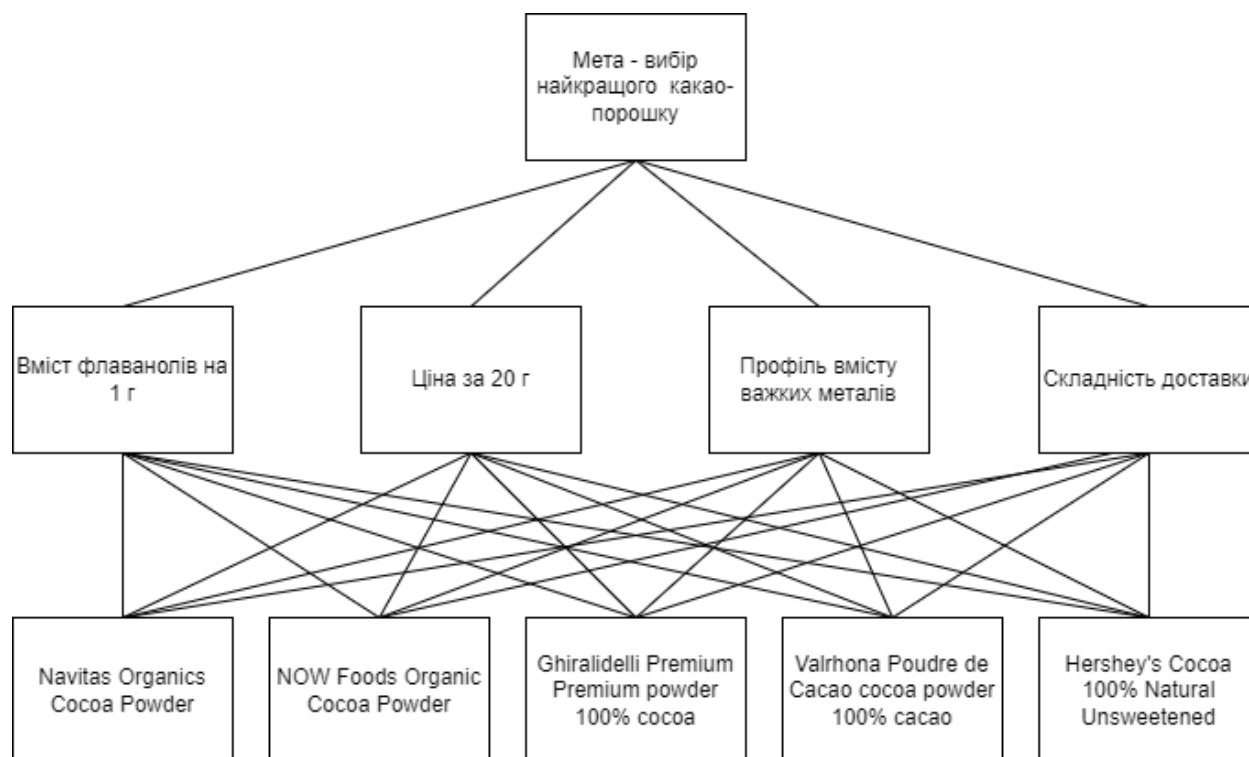 Мета - вибір
найкращого какао-
порошку
Вміст флаванолів на
1 г
Ціна за 20 г
Профіль вмісту
важких металів
Складність доставки
Navitas Organics
Cocoa Powder
NOW Foods Organic
Cocoa Powder
Ghiralidelli Premium
Premium powder
100% cocoa
Valrhona Poudre de
Cacao cocoa powder
100% cacao
Hershey's Cocoa
100% Natural
Unsweetened